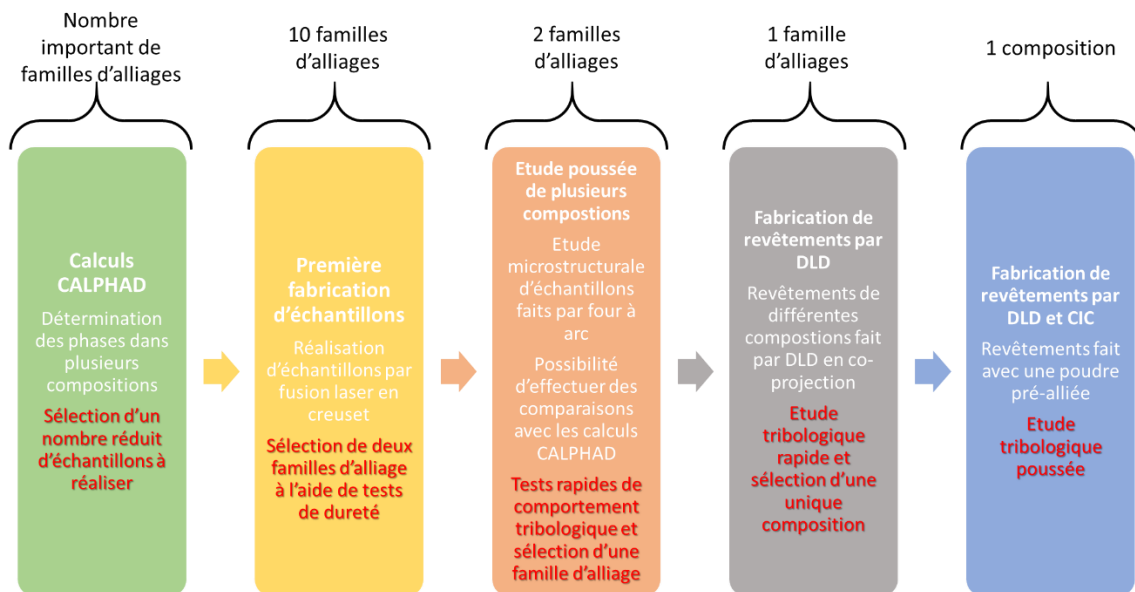 Nombre
important de
familles d'alliages
10 familles
d'alliages
2 familles
d'alliages
1 famille
d'alliages
1 composition
Calculs
CALPHAD
Détermination
des phases dans
plusieurs
compositions
Sélection d'un
nombre réduit
d'échantillons à
réaliser
Première
fabrication
d'échantillons
Réalisation
d'échantillons par
fusion laser en
creuset
Sélection de deux
familles d'alliage
à l'aide de tests
de dureté
Etude poussée
de plusieurs
compostions
Etude
microstructurale
d'échantillons
faits par four à
arc
Possibilité
d'effectuer des
comparaisons
avec les calculs
CALPHAD
Tests rapides de
comportement
tribologique et
sélection d'une
famille d'alliage
Fabrication de
revêtements par
DLD
Revêtements de
différentes
compostions fait
par DLD en co-
projection
Etude
tribologique
rapide et
sélection d'une
unique
composition
Fabrication de
revêtements par
DLD et CIC
Revêtements fait
avec une poudre
pré-alliée
Etude
tribologique
poussée